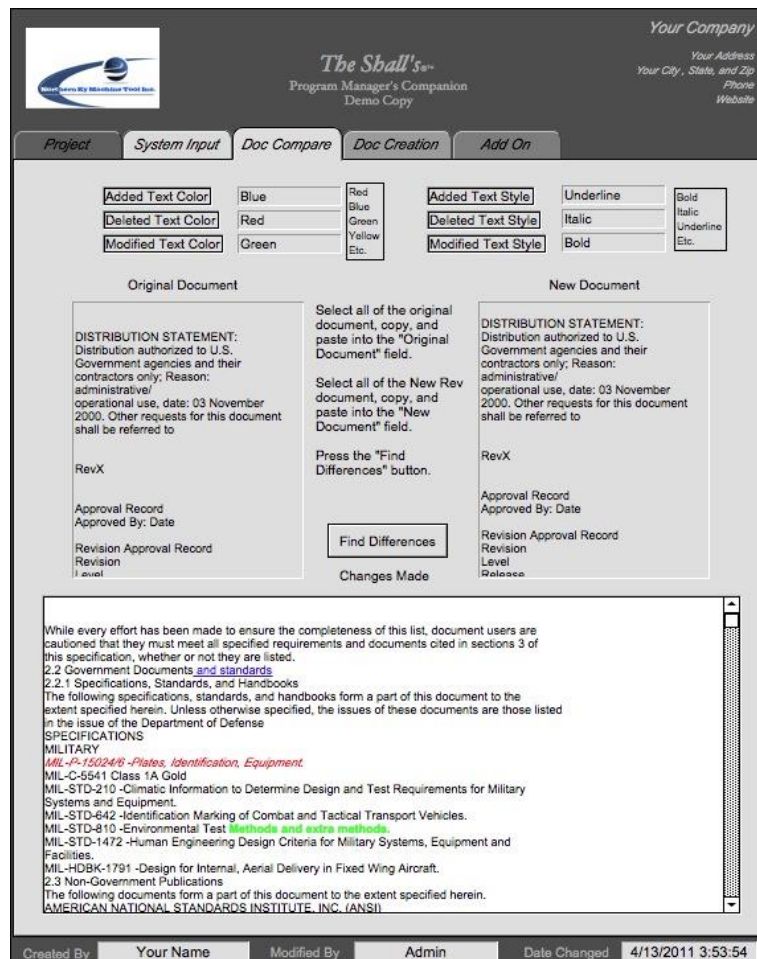 Your Company
Northern Ky Machine Tool Inc.
The Shall's
Program Manager's Companion
Demo Copy
Your Address
Your City, State, and Zip
Phone
Website
Project
System Input
Doc Compare
Doc Creation
Add On
Added Text Color
Blue
Deleted Text Color
Red
Modified Text Color
Green
Red
Blue
Green
Yellow
Etc.
Added Text Style
Underline
Deleted Text Style
Italic
Modified Text Style
Bold
Bold
Italic
Underline
Etc.
Original Document
DISTRIBUTION STATEMENT:
Distribution authorized to U.S.
Government agencies and their
contractors only; Reason:
administrative/
operational use, date: 03 November
2000. Other requests for this document
shall be referred to
RevX
Approval Record
Approved By: Date
Revision Approval Record
Revision
Level
Select all of the original
document, copy, and
paste into the "Original
Document" field.
Select all of the New Rev
document, copy, and
paste into the "New
Document" field.
Press the "Find
Differences" button.
Find Differences
New Document
DISTRIBUTION STATEMENT:
Distribution authorized to U.S.
Government agencies and their
contractors only; Reason:
administrative/
operational use, date: 03 November
2000. Other requests for this document
shall be referred to
RevX
Approval Record
Approved By: Date
Revision Approval Record
Revision
Level
Release
Changes Made
While every effort has been made to ensure the completeness of this list, document users are
cautioned that they must meet all specified requirements and documents cited in sections 3 of
this specification, whether or not they are listed.
2.2 Government Documents and standards
2.2.1 Specifications, Standards, and Handbooks
The following specifications, standards, and handbooks form a part of this document to the
extent specified herein. Unless otherwise specified, the issues of these documents are those listed
in the issue of the Department of Defense
SPECIFICATIONS
MILITARY
MIL-P-15024/6 -Plates, Identification, Equipment.
MIL-C-5541 Class 1A Gold
MIL-STD-210 -Climatic Information to Determine Design and Test Requirements for Military
Systems and Equipment.
MIL-STD-642 -Identification Marking of Combat and Tactical Transport Vehicles.
MIL-STD-810 -Environmental Test Methods and extra methods.
MIL-STD-1472 -Human Engineering Design Criteria for Military Systems, Equipment and
Facilities.
MIL-HDBK-1791 -Design for Internal, Aerial Delivery in Fixed Wing Aircraft.
2.3 Non-Government Publications
The following documents form a part of this document to the extent specified herein.
AMERICAN NATIONAL STANDARDS INSTITUTE, INC. (ANSI)
Created By
Your Name
Modified By
Admin
Date Changed
4/13/2011 3:53:54